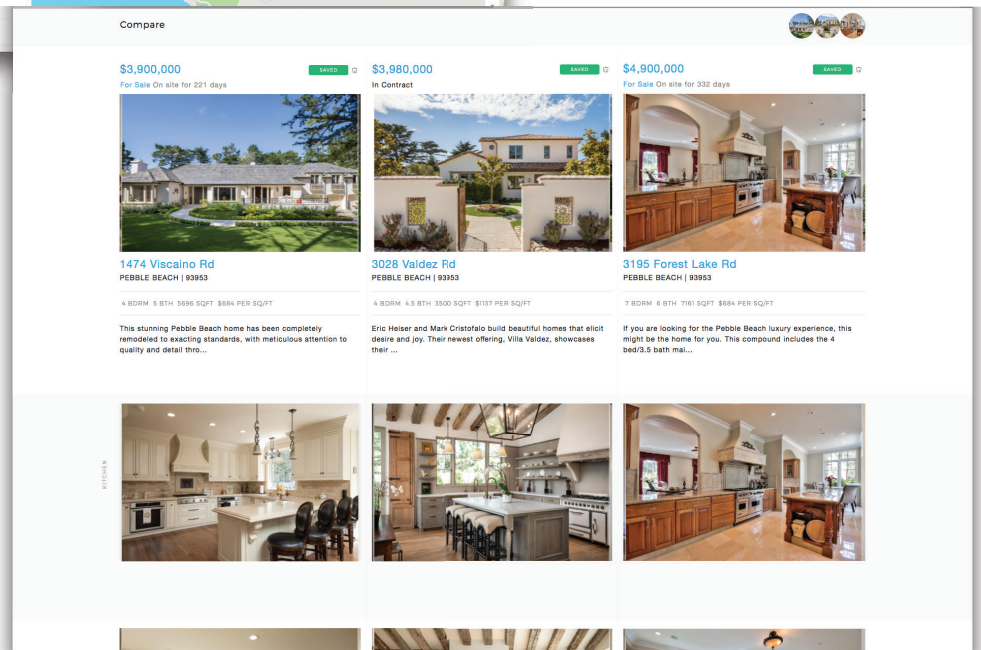 Compare
$3,900,000
SAVED
For Sale On site for 221 days
1474 Viscaino Rd
PEBBLE BEACH | 93953
4 BDRM 5 BTH 5696 SQFT $684 PER SQ/FT
This stunning Pebble Beach home has been completely
remodeled to exacting standards, with meticulous attention to
quality and detail thro...
$3,980,000
SAVED
In Contract
3028 Valdez Rd
PEBBLE BEACH | 93953
4 BDRM 4.5 BTH 3500 SQFT $1137 PER SQ/FT
Eric Heiser and Mark Cristofalo build beautiful homes that elicit
desire and joy. Their newest offering, Villa Valdez, showcases
their ...
$4,900,000
SAVED
For Sale On site for 332 days
3195 Forest Lake Rd
PEBBLE BEACH | 93953
7 BDRM 6 BTH 7161 SQFT $684 PER SQ/FT
If you are looking for the Pebble Beach luxury experience, this
might be the home for you. This compound includes the 4
bed/3.5 bath mai...
KITCHEN